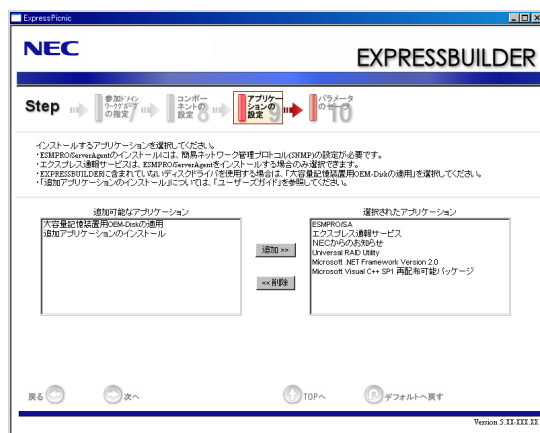 ExpressPicnic
NEC
EXPRESSBUILDER
Step
参加ドメイン
ワークグループ
の指定 7
コンポー
ネントの
設定 8
アプリケー
ションの
設定 9
パラメータ
のセーブ
10
インストールするアプリケーションを選択してください。
・ESMPRO/ServerAgentのインストールには、簡易ネットワーク管理プロトコル(SNMP)の設定が必要です。
・エクスプレス通報サービスは、ESMPRO/ServerAgentをインストールする場合のみ選択できます。
・EXPRESSBUILDERに含まれていないディスクドライバを使用する場合は、「大容量記憶装置用OEM-Diskの適用」を選択してください。
・「追加アプリケーションのインストール」については、「ユーザーズガイド」を参照してください。
追加可能なアプリケーション
大容量記憶装置用OEM-Diskの適用
追加アプリケーションのインストール
追加 >>
<< 削除
選択されたアプリケーション
ESMPRO/SA
エクスプレス通報サービス
NECからのお知らせ
Universal RAID Utility
Microsoft .NET Framework Version 2.0
Microsoft Visual C++ SP1 再配布可能パッケージ
戻る
次へ
TOPへ
デフォルトへ戻す
Version 5.XX-XXX.XX